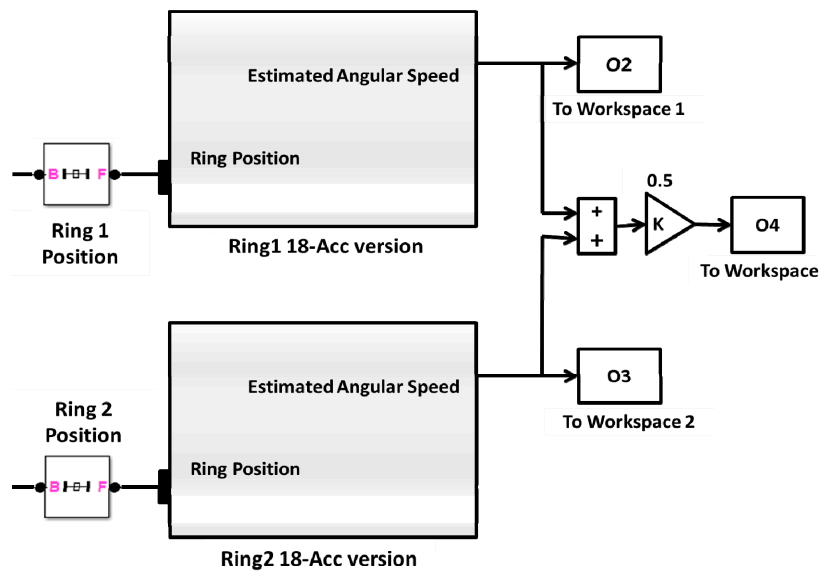 Estimated Angular Speed
Ring Position
B F
Ring 1
Position
Ring1 18-Acc version
O2
To Workspace 1
+
+
0.5
K
O4
To Workspace
Estimated Angular Speed
Ring Position
Ring 2
Position
B F
Ring2 18-Acc version
O3
To Workspace 2